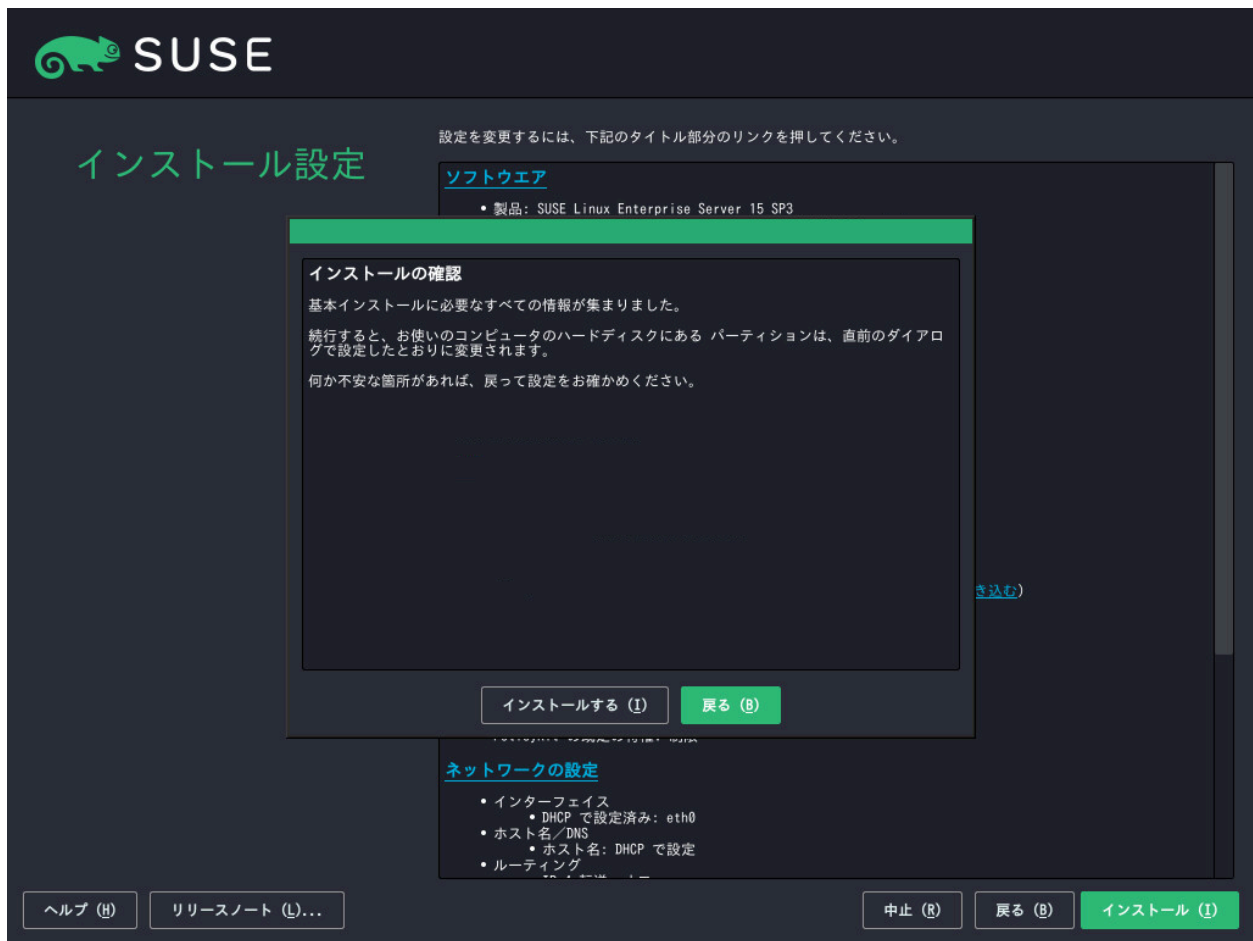 SUSE
インストール設定
設定を変更するには、下記のタイトル部分のリンクを押してください。
ソフトウエア
• 製品: SUSE Linux Enterprise Server 15 SP3
インストールの確認
基本インストールに必要なすべての情報が集まりました。
続行すると、お使いのコンピュータのハードディスクにある パーティションは、直前のダイアロ
グで設定したとおりに変更されます。
何か不安な箇所があれば、戻って設定をお確かめください。
き込む)
インストールする (I)
戻る (B)
ネットワークの設定
• インターフェイス
• DHCP で設定済み: eth0
• ホスト名/DNS
• ホスト名: DHCP で設定
• ルーティング
ヘルプ (H)
リリースノート (L)...
中止 (R)
戻る (B)
インストール (I)